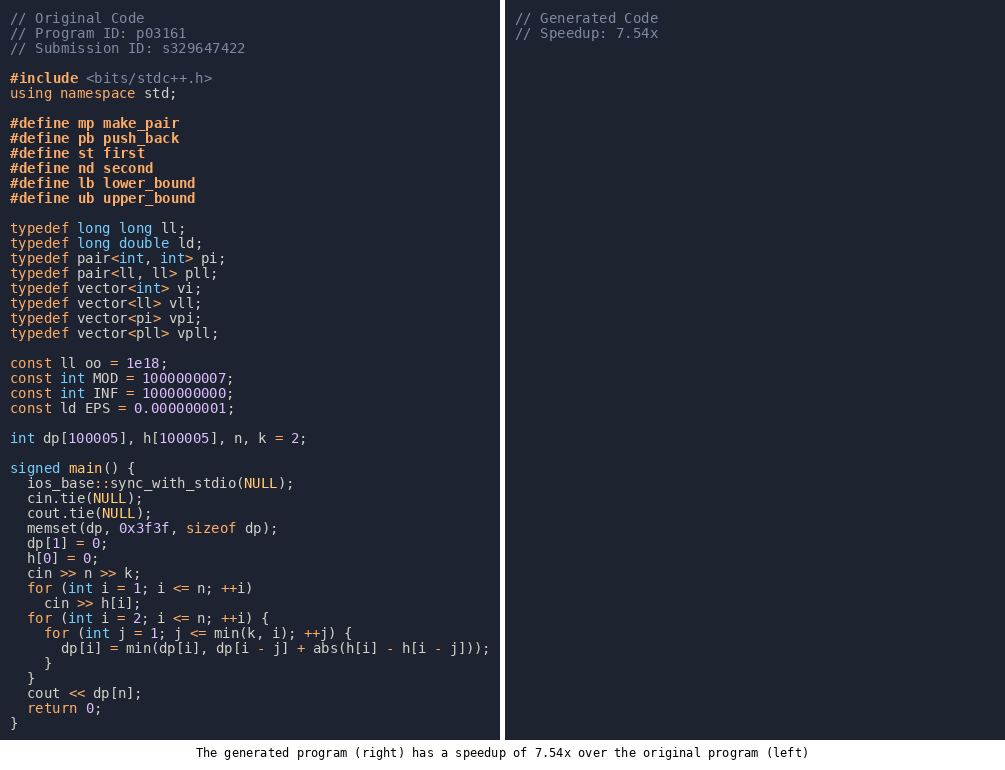 // Original Code
// Program ID: p03161
// Submission ID: s329647422
#include <bits/stdc++.h>
using namespace std;
#define mp make_pair
#define pb push_back
#define st first
#define nd second
#define lb lower_bound
#define ub upper_bound
typedef long long ll;
typedef long double ld;
typedef pair<int, int> pi;
typedef pair<ll, ll> pll;
typedef vector<int> vi;
typedef vector<ll> vll;
typedef vector<pi> vpi;
typedef vector<pll> vpll;
const ll oo = 1e18;
const int MOD = 1000000007;
const int INF = 1000000000;
const ld EPS = 0.000000001;
int dp[100005], h[100005], n, k = 2;
signed main() {
  ios_base::sync_with_stdio(NULL);
  cin.tie(NULL);
  cout.tie(NULL);
  memset(dp, 0x3f3f, sizeof dp);
  dp[1] = 0;
  h[0] = 0;
  cin >> n >> k;
  for (int i = 1; i <= n; ++i)
    cin >> h[i];
  for (int i = 2; i <= n; ++i) {
    for (int j = 1; j <= min(k, i); ++j) {
      dp[i] = min(dp[i], dp[i - j] + abs(h[i] - h[i - j]));
    }
  }
  cout << dp[n];
  return 0;
}
// Generated Code
// Speedup: 7.54x
The generated program (right) has a speedup of 7.54x over the original program (left)